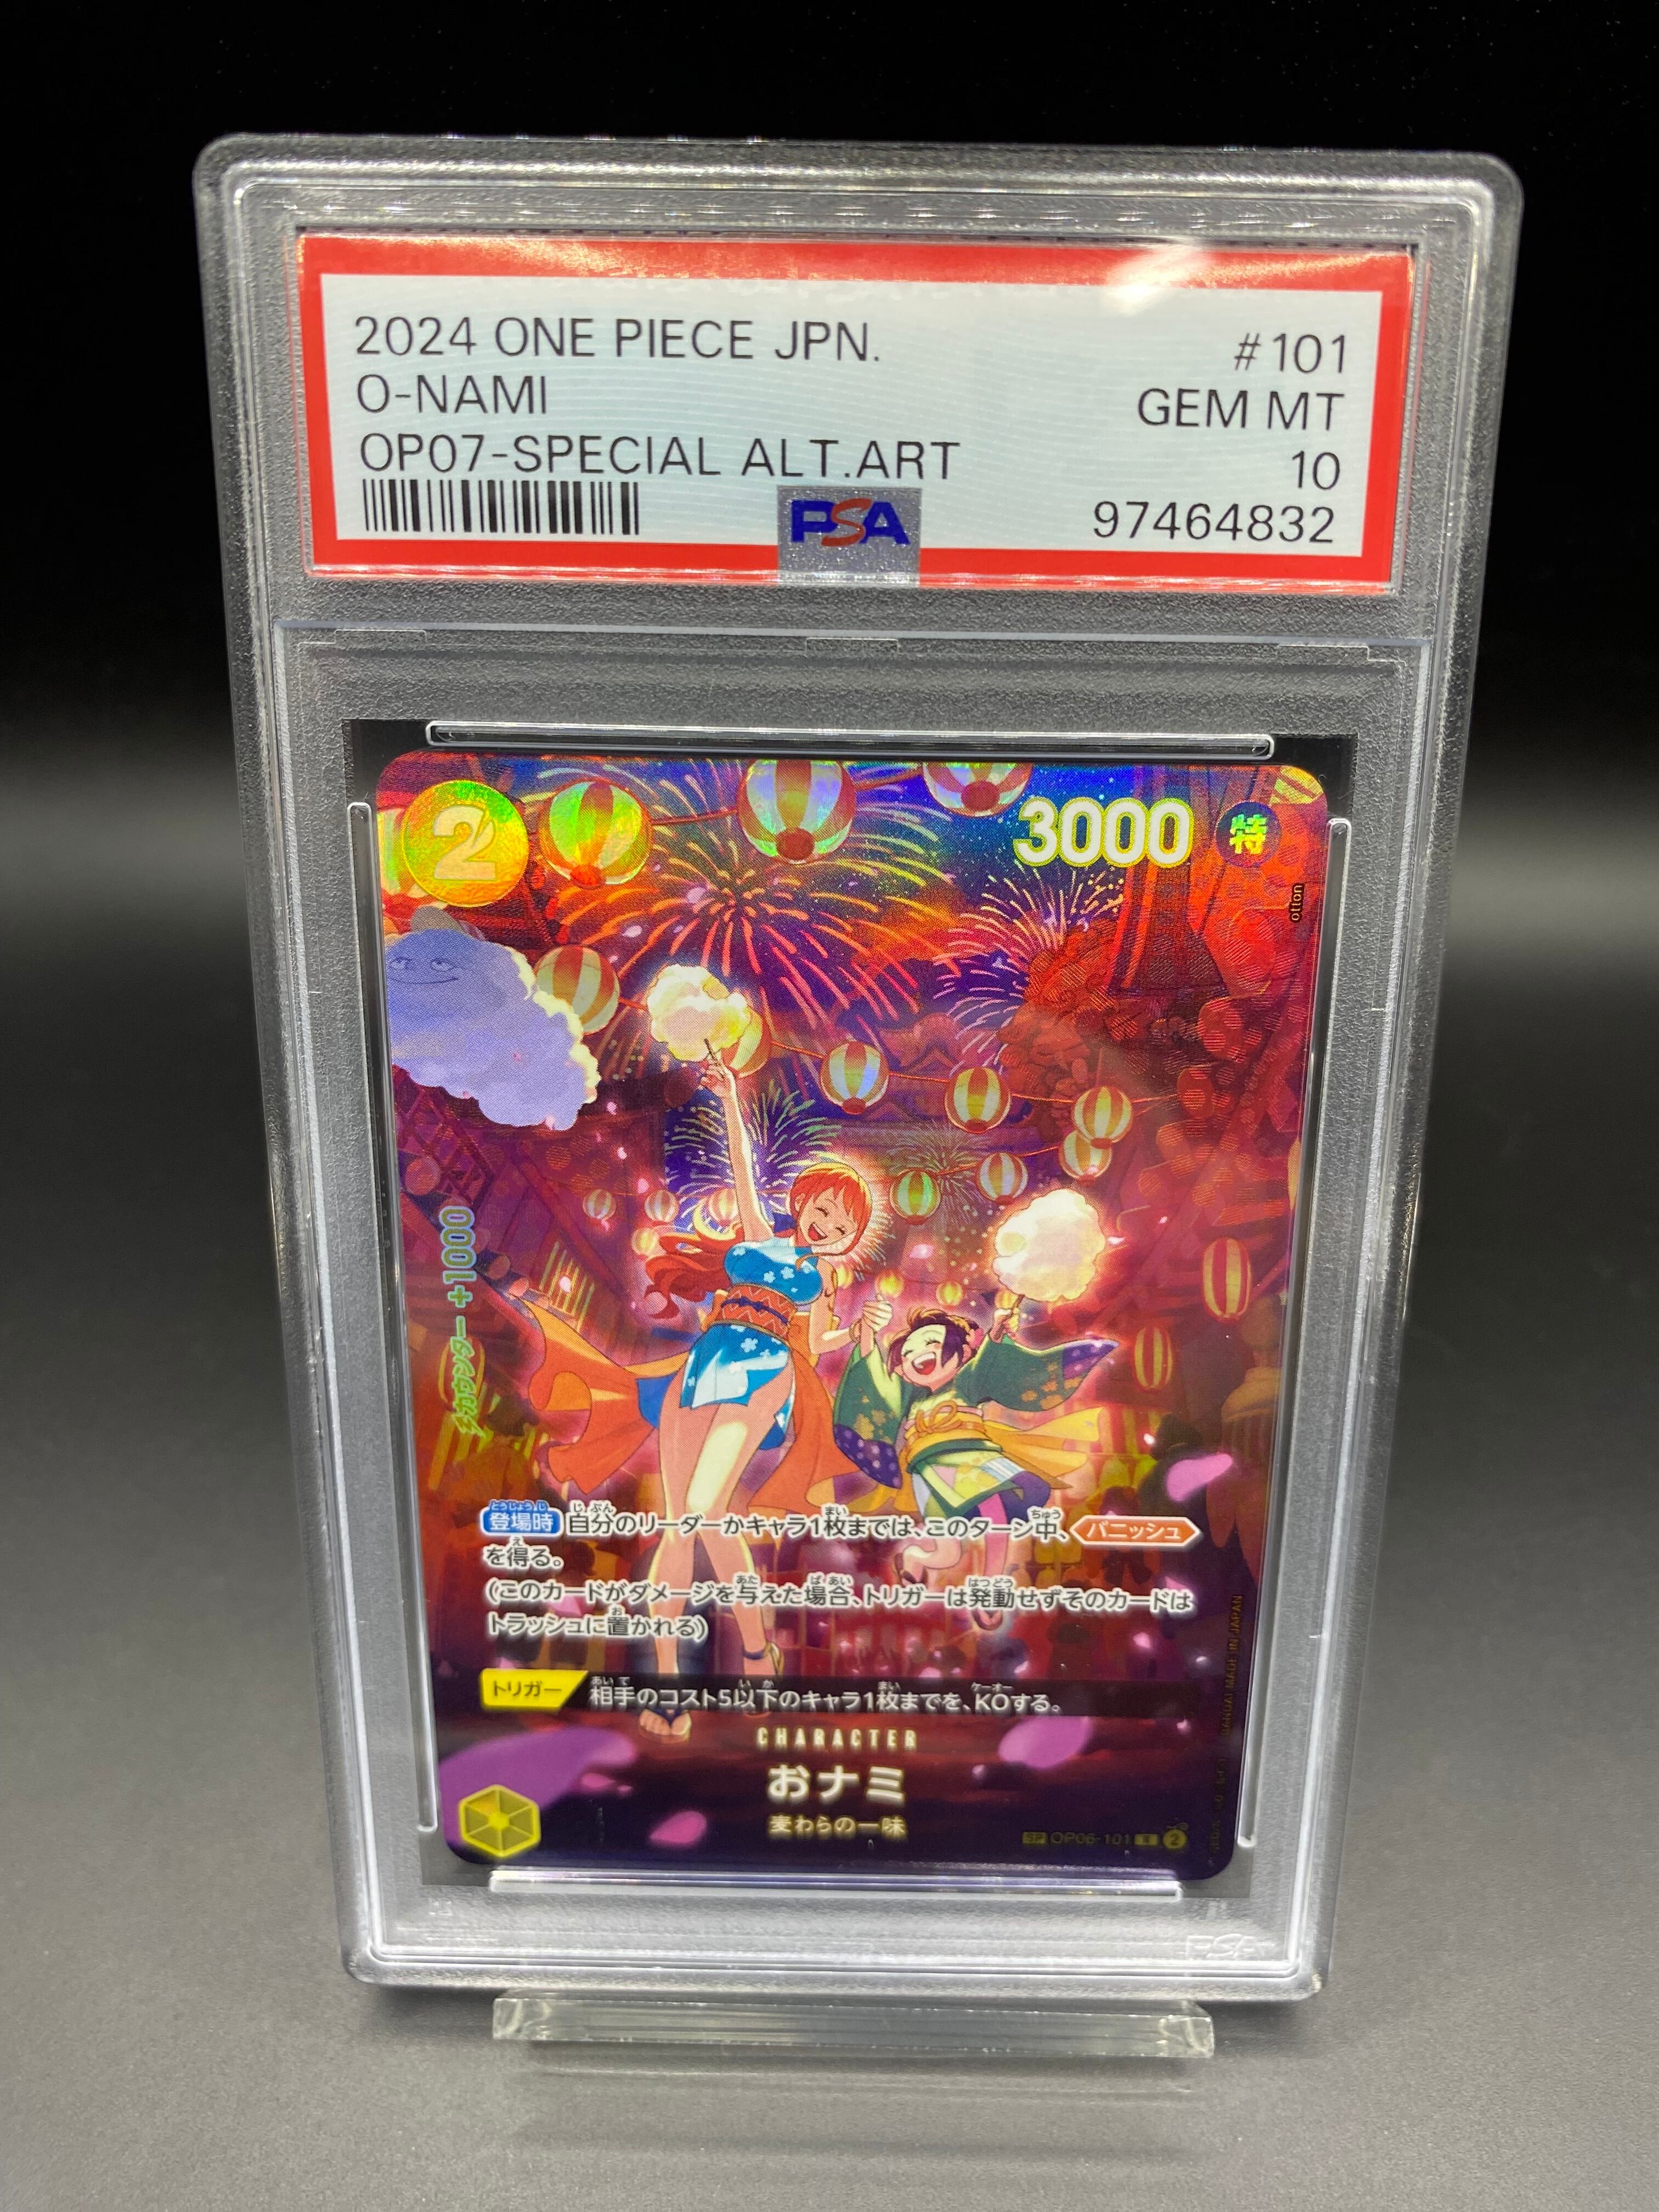 2024 ONE PIECE JPN. #101
O-NAMI GEM MT
OP07-SPECIAL ALT.ART 10
PSA 97464832
2 3000 特
otton
カウンター +1000
登場時 自分のリーダーかキャラ1枚までは、このターン中、バニッシュ
を得る。
(このカードがダメージを与えた場合、トリガーは発動せずそのカードは
トラッシュに置かれる)
トリガー 相手のコスト5以下のキャラ1枚までを、KOする。
CHARACTER
おナミ
麦わらの一味
SP OP06-101 R 2
BANDAI MADE IN JAPAN
PSA